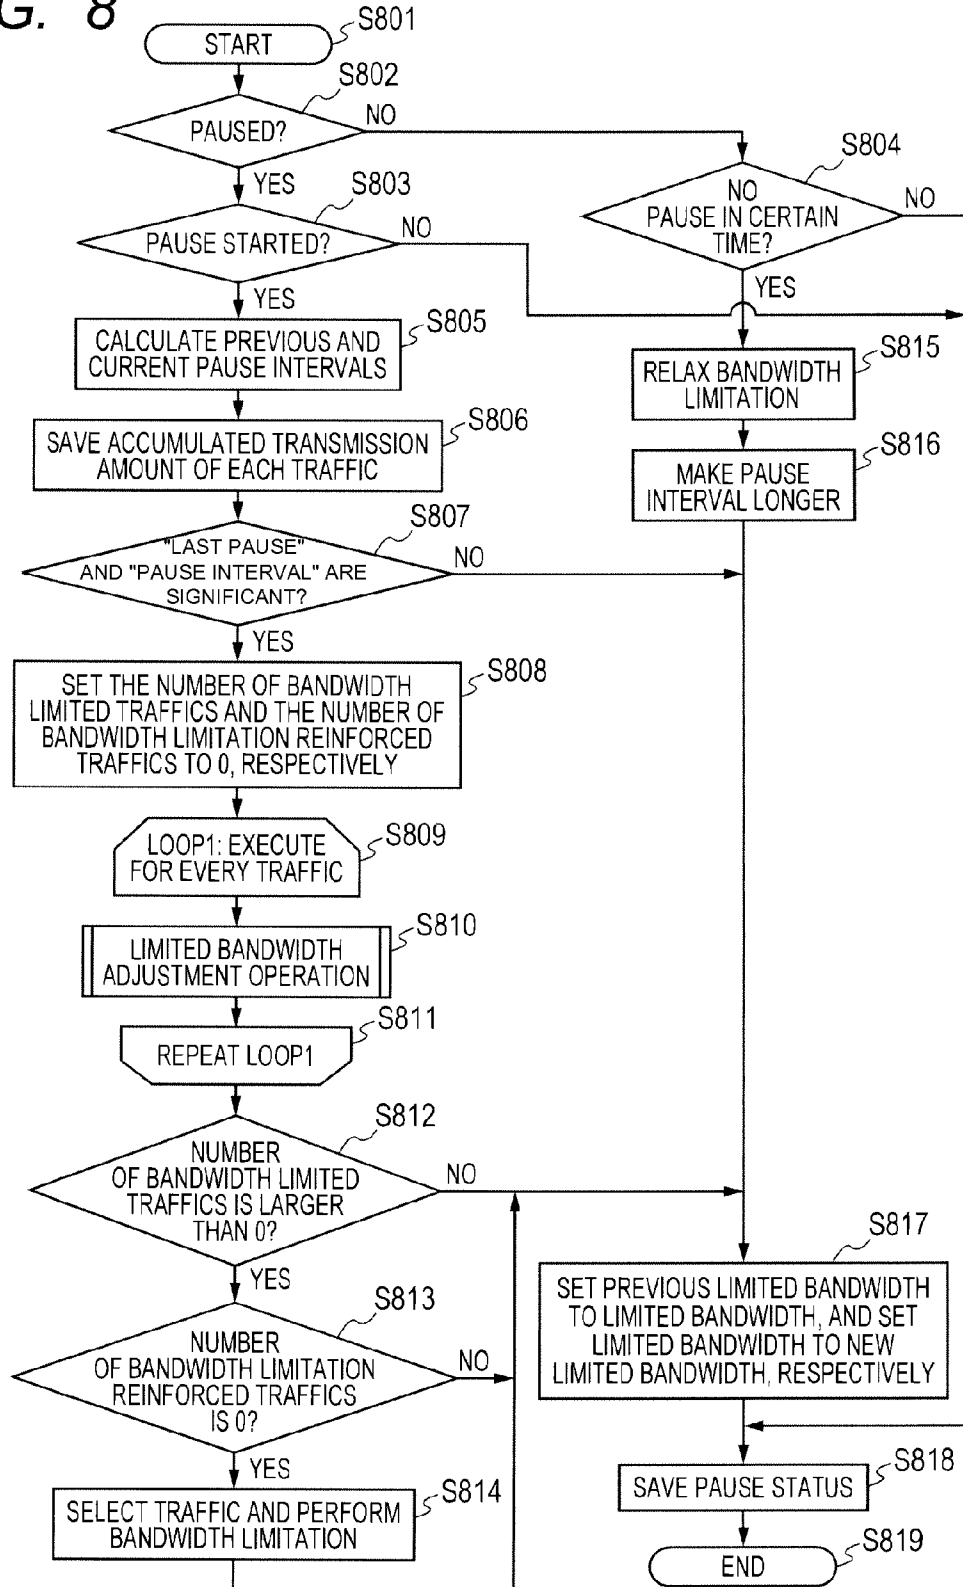 G. 8
S801
START
S802
PAUSED?
NO
YES
S803
PAUSE STARTED?
NO
YES
S804
NO
PAUSE IN CERTAIN
TIME?
NO
YES
S805
CALCULATE PREVIOUS AND
CURRENT PAUSE INTERVALS
S815
RELAX BANDWIDTH
LIMITATION
S806
SAVE ACCUMULATED TRANSMISSION
AMOUNT OF EACH TRAFFIC
S816
MAKE PAUSE
INTERVAL LONGER
S807
"LAST PAUSE"
AND "PAUSE INTERVAL" ARE
SIGNIFICANT?
NO
YES
S808
SET THE NUMBER OF BANDWIDTH
LIMITED TRAFFICS AND THE NUMBER OF
BANDWIDTH LIMITATION REINFORCED
TRAFFICS TO 0, RESPECTIVELY
S809
LOOP1: EXECUTE
FOR EVERY TRAFFIC
S810
LIMITED BANDWIDTH
ADJUSTMENT OPERATION
S811
REPEAT LOOP1
S812
NUMBER
OF BANDWIDTH LIMITED
TRAFFICS IS LARGER
THAN 0?
NO
YES
S813
NUMBER
OF BANDWIDTH LIMITATION
REINFORCED TRAFFICS
IS 0?
NO
YES
S814
SELECT TRAFFIC AND PERFORM
BANDWIDTH LIMITATION
S817
SET PREVIOUS LIMITED BANDWIDTH
TO LIMITED BANDWIDTH, AND SET
LIMITED BANDWIDTH TO NEW
LIMITED BANDWIDTH, RESPECTIVELY
S818
SAVE PAUSE STATUS
S819
END